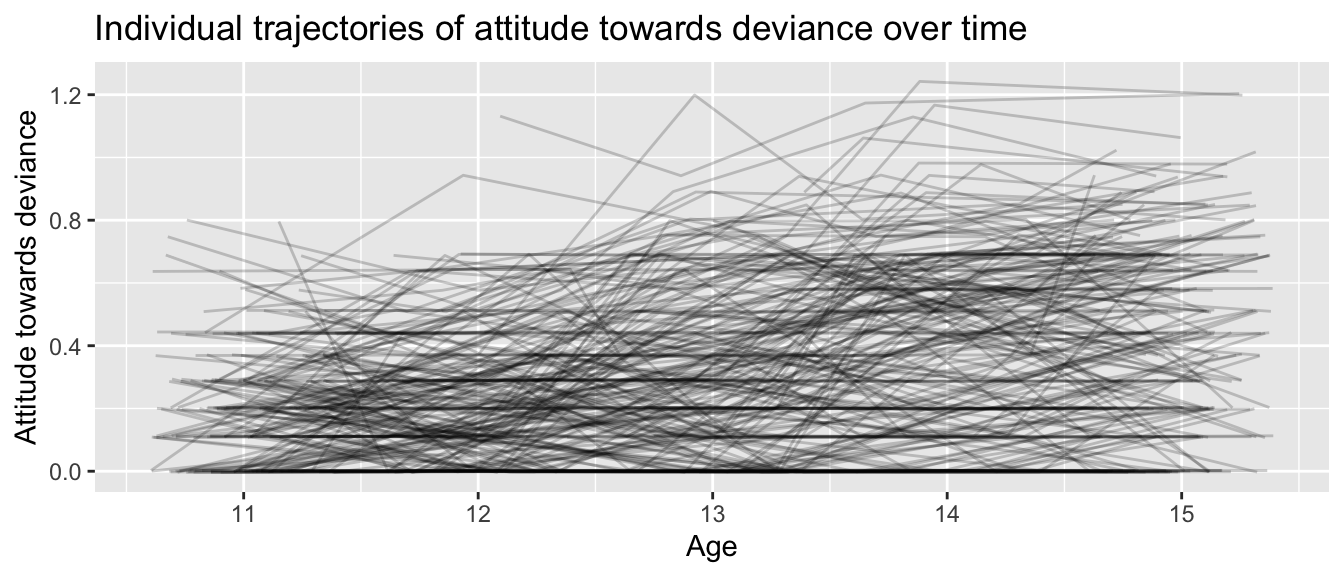 Individual trajectories of attitude towards deviance over time
Attitude towards deviance
1.2
0.8
0.4
0.0
11 12 13 14 15
Age